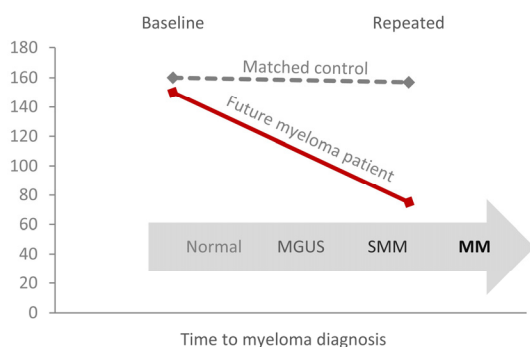 Baseline Repeated
180
160
140
120
100
80
60
40
20
0
Matched control
Future myeloma patient
Normal MGUS SMM MM
Time to myeloma diagnosis